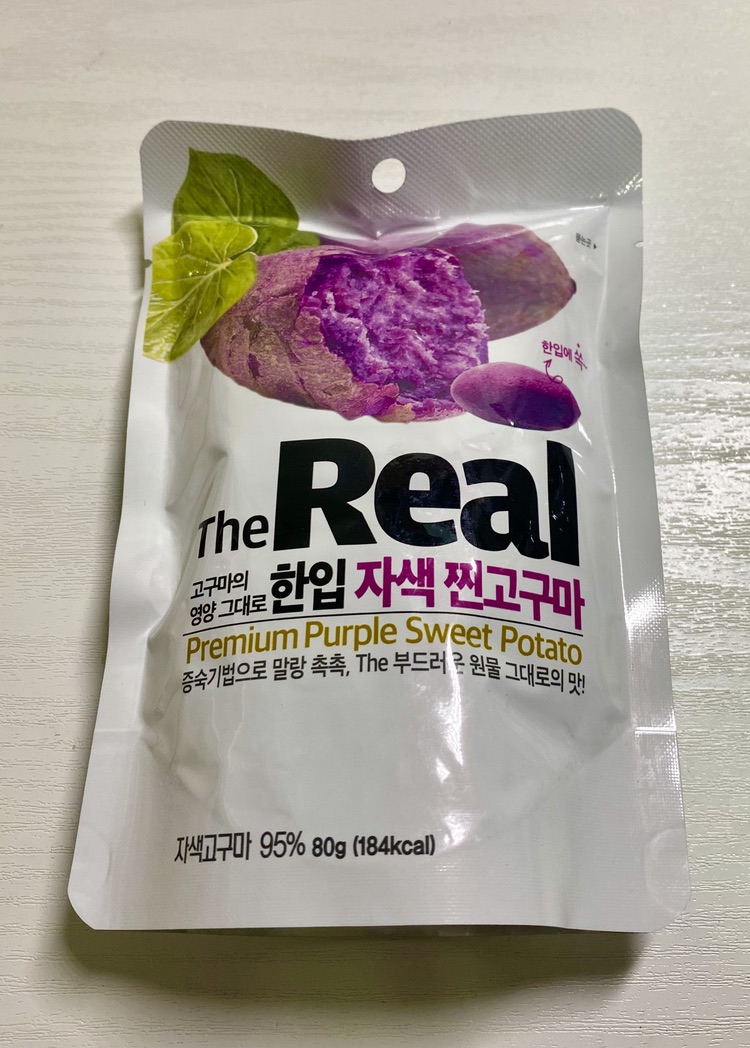 뜯는곳 ▸
한입에 쏙
The Real
고구마의
영양 그대로 한입 자색 찐고구마
Premium Purple Sweet Potato
증숙기법으로 말랑 촉촉, The 부드러운 원물 그대로의 맛!
자색고구마 95% 80g (184kcal)